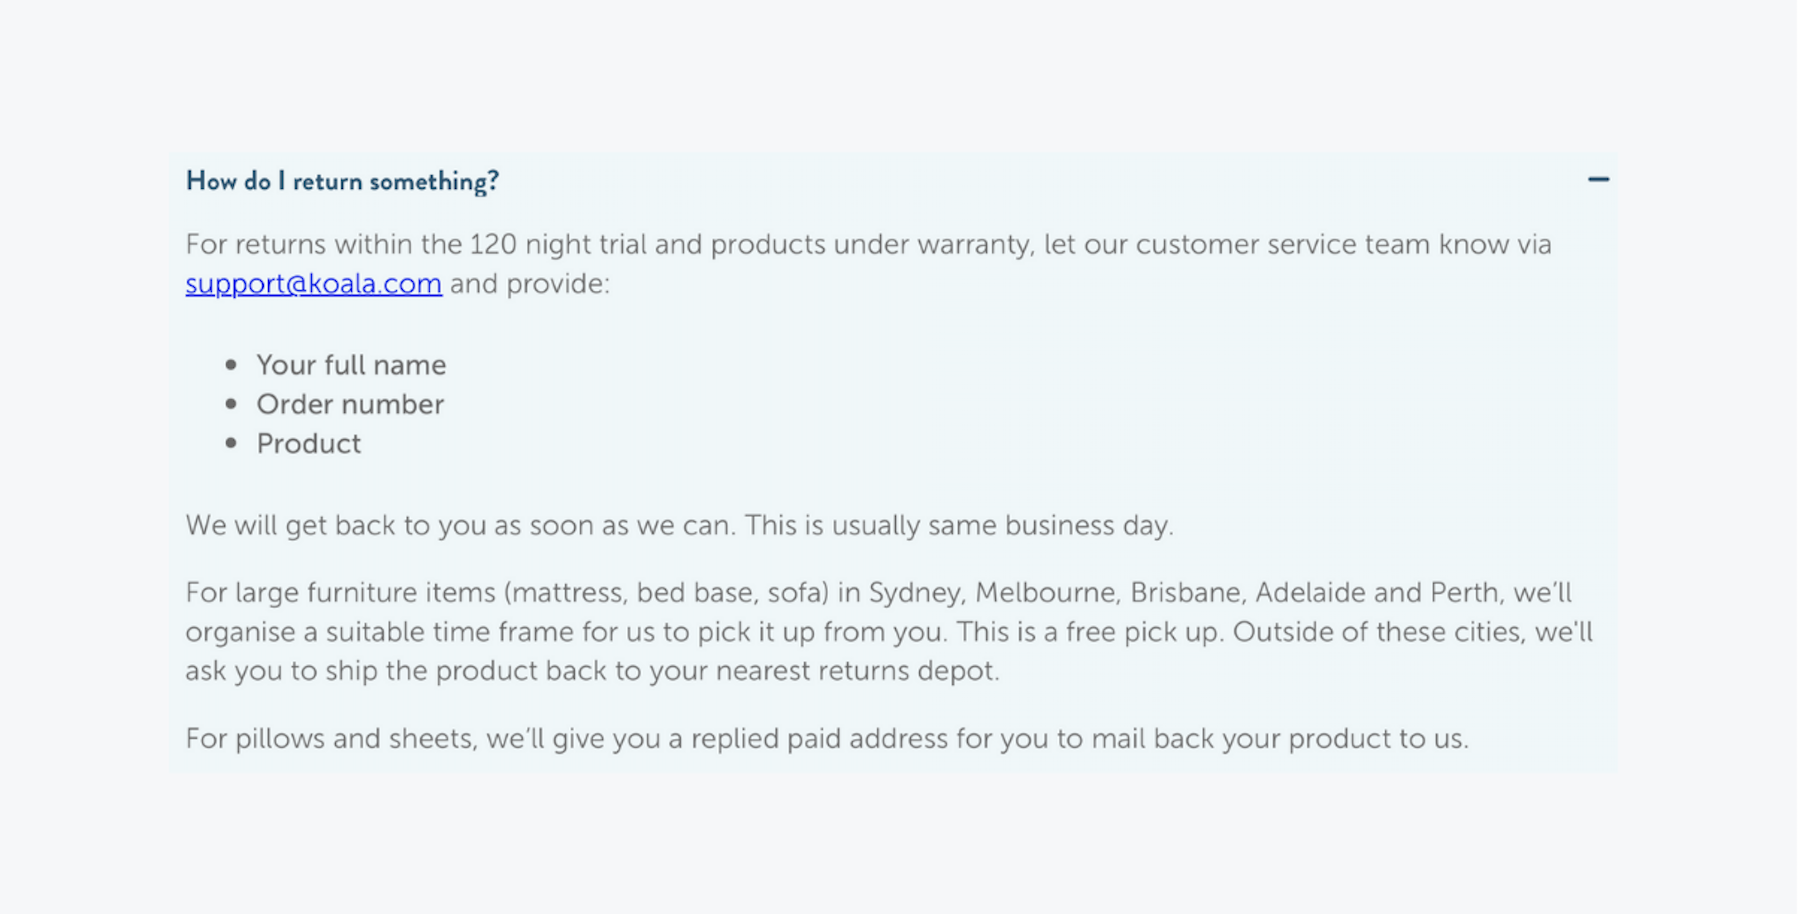 How do I return something?
For returns within the 120 night trial and products under warranty, let our customer service team know via
support@koala.com and provide:
• Your full name
• Order number
• Product
We will get back to you as soon as we can. This is usually same business day.
For large furniture items (mattress, bed base, sofa) in Sydney, Melbourne, Brisbane, Adelaide and Perth, we’ll
organise a suitable time frame for us to pick it up from you. This is a free pick up. Outside of these cities, we'll
ask you to ship the product back to your nearest returns depot.
For pillows and sheets, we’ll give you a replied paid address for you to mail back your product to us.